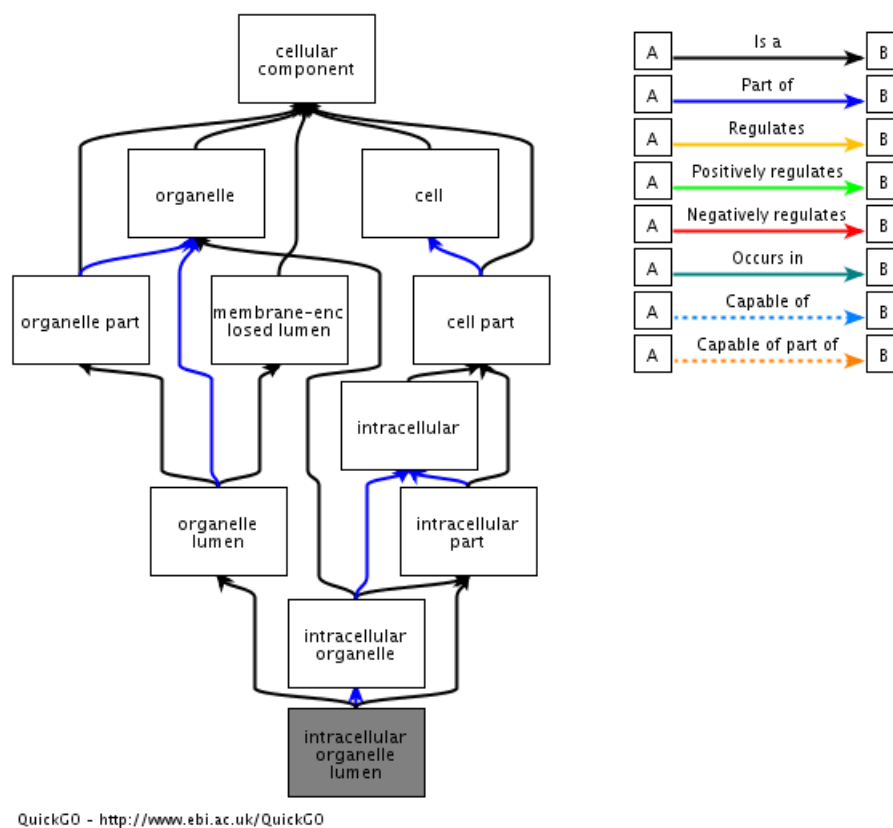 cellular
component
organelle
cell
organelle part
membrane-enc
losed lumen
cell part
intracellular
organelle
lumen
intracellular
part
intracellular
organelle
intracellular
organelle
lumen
A Is a B
A Part of B
A Regulates B
A Positively regulates B
A Negatively regulates B
A Occurs in B
A Capable of B
A Capable of part of B
QuickGO - http://www.ebi.ac.uk/QuickGO